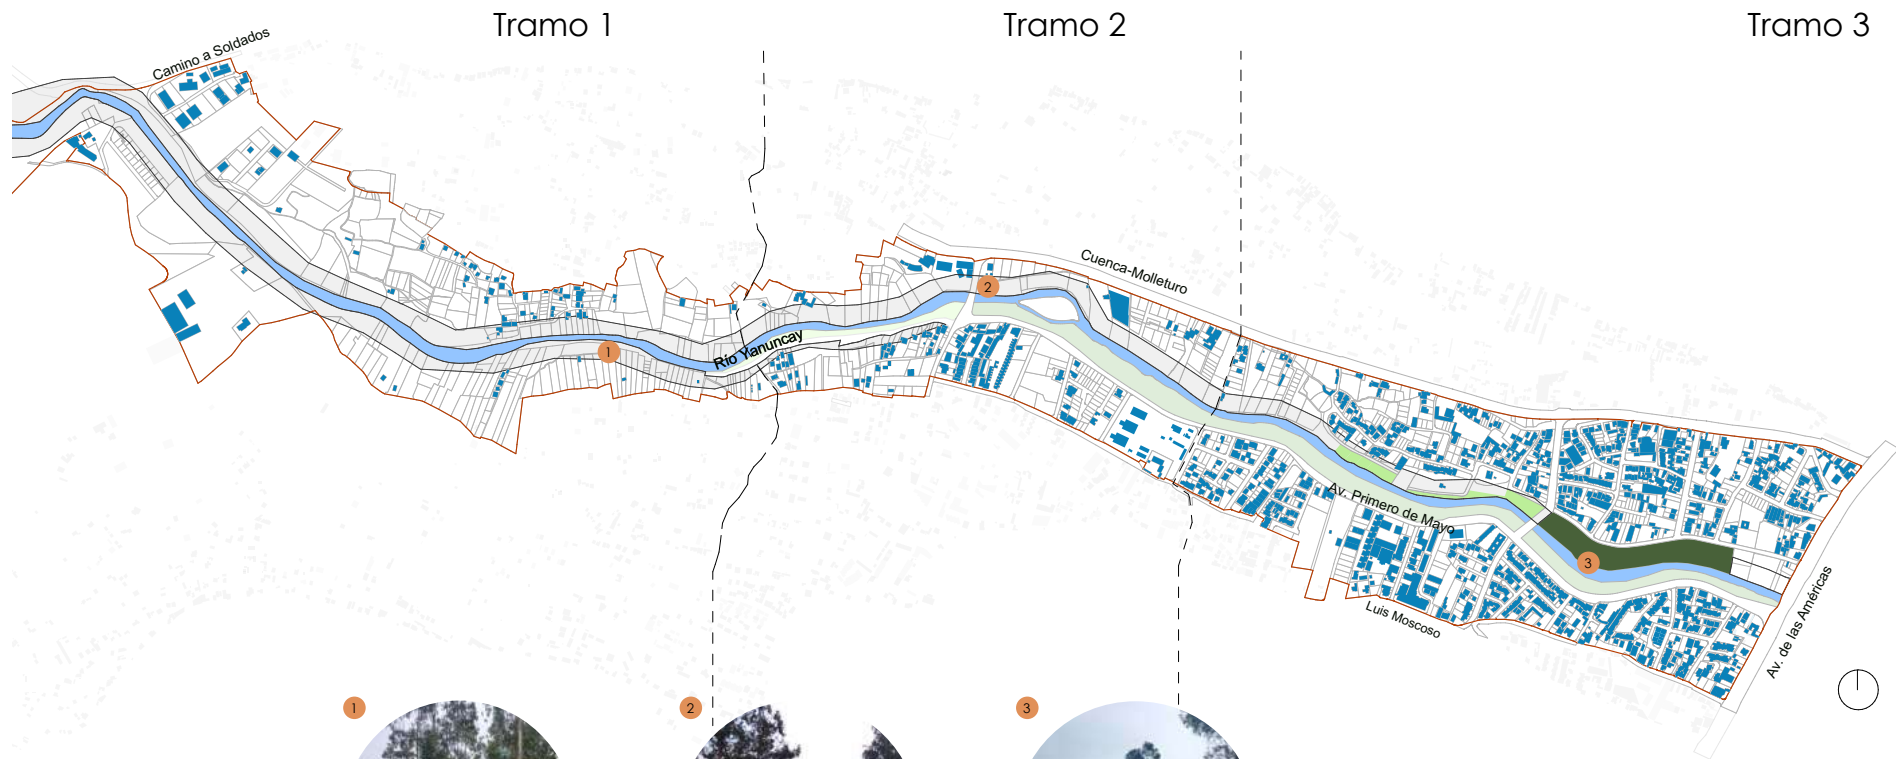 Tramo 1
Tramo 2
Tramo 3
Camino a Soldados
Cuenca-Molleturo
2
1
Río Yanuncay
Av. Primero de Mayo
3
Luis Moscoso
Av. de las Américas
1
2
3